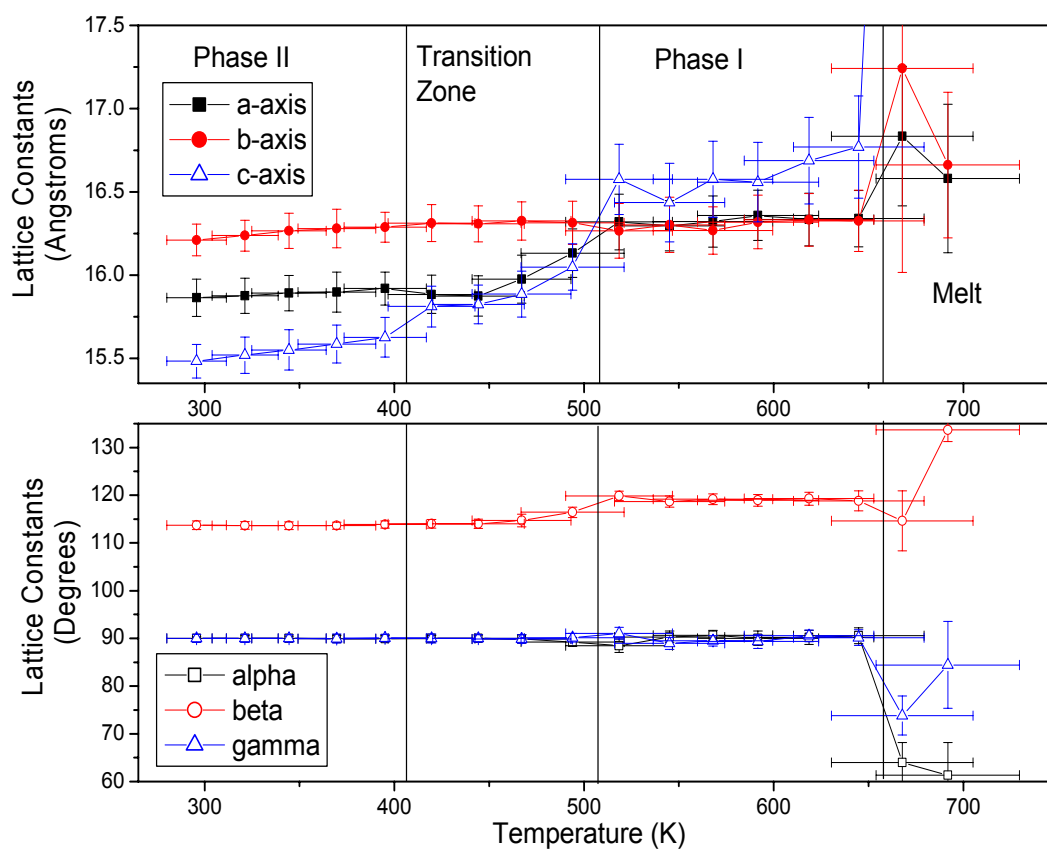 17.5
17.0
16.5
16.0
15.5
Lattice Constants
(Angstroms)
Phase II
Transition
Zone
Phase I
Melt
a-axis
b-axis
c-axis
300
400
500
600
700
130
120
110
100
90
80
70
60
Lattice Constants
(Degrees)
alpha
beta
gamma
300
400
500
600
700
Temperature (K)